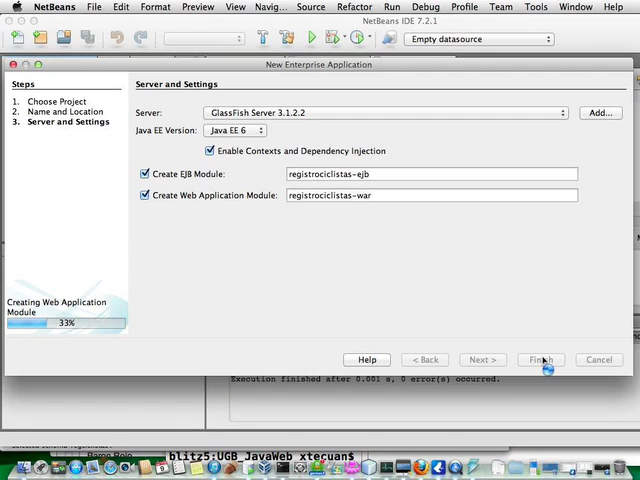 NetBeans File Edit Format View Navig... Source Refactor Run Debug Profile Team Tools Window Help
NetBeans IDE 7.2.1
Empty datasource
New Enterprise Application
Steps
1. Choose Project
2. Name and Location
3. Server and Settings
Server and Settings
Server: GlassFish Server 3.1.2.2 Add...
Java EE Version: Java EE 6
Enable Contexts and Dependency Injection
Create EJB Module: registrociclistas-ejb
Create Web Application Module: registrociclistas-war
Creating Web Application
Module
33%
Help < Back Next > Finish Cancel
Execution finished after 0.001 s, 0 error(s) occurred.
blitz5:UGB_JavaWeb xtecuan$